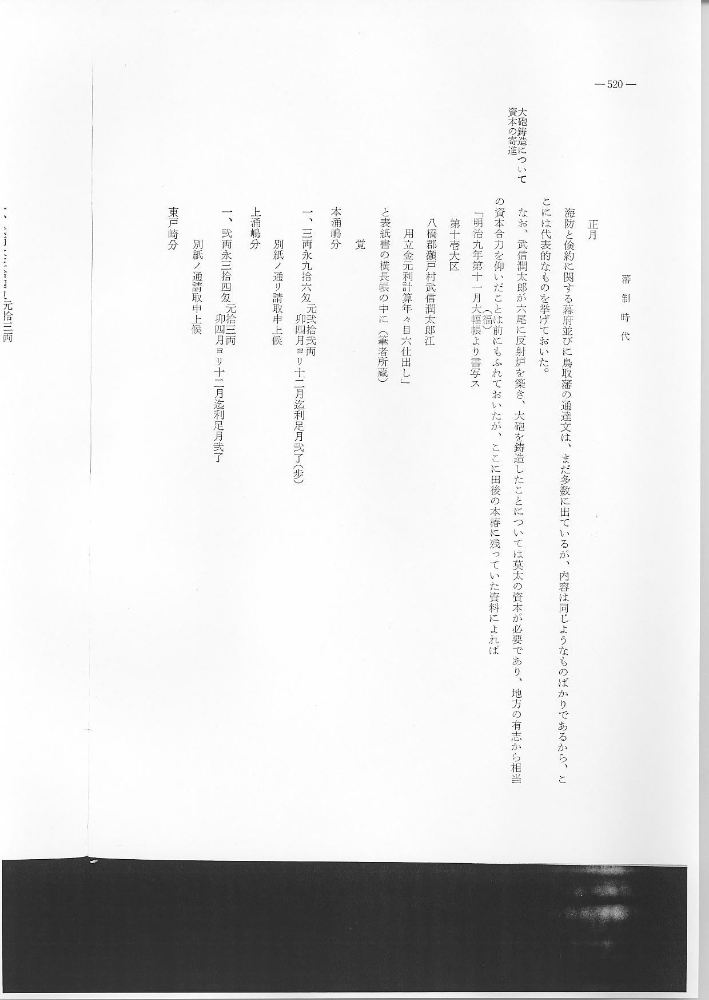 — 520 —
藩制時代
正月
海防と倹約に関する幕府並びに鳥取藩の通達文は、まだ多数に出ているが、内容は同じようなものばかりであるから、こ
こには代表的なものを挙げておいた。
大砲鋳造について
資本の寄進
なお、武信潤太郎が六尾に反射炉を築き、大砲を鋳造したことについては莫太の資本が必要であり、地方の有志から相当
の資本合力を仰いだことは前にもふれておいたが、ここに田後の本椿に残っていた資料によれば
(福)
「明治九年第十一月大幅帳より書写ス
第十壱大区
八橋郡瀬戸村武信潤太郎江
用立金元利計算年々目六仕出し」
と表紙書の横長帳の中に(筆者所蔵)
覚
本涌嶋分
一、三両永九拾六匁元弐拾弐両
卯四月ヨリ十二月迄利足月弐了(歩)
別紙ノ通リ請取申上候
上涌嶋分
一、弐両永三拾四匁元拾三両
卯四月ヨリ十二月迄利足月弐了
別紙ノ通請取申上候
東戸崎分
元拾三両